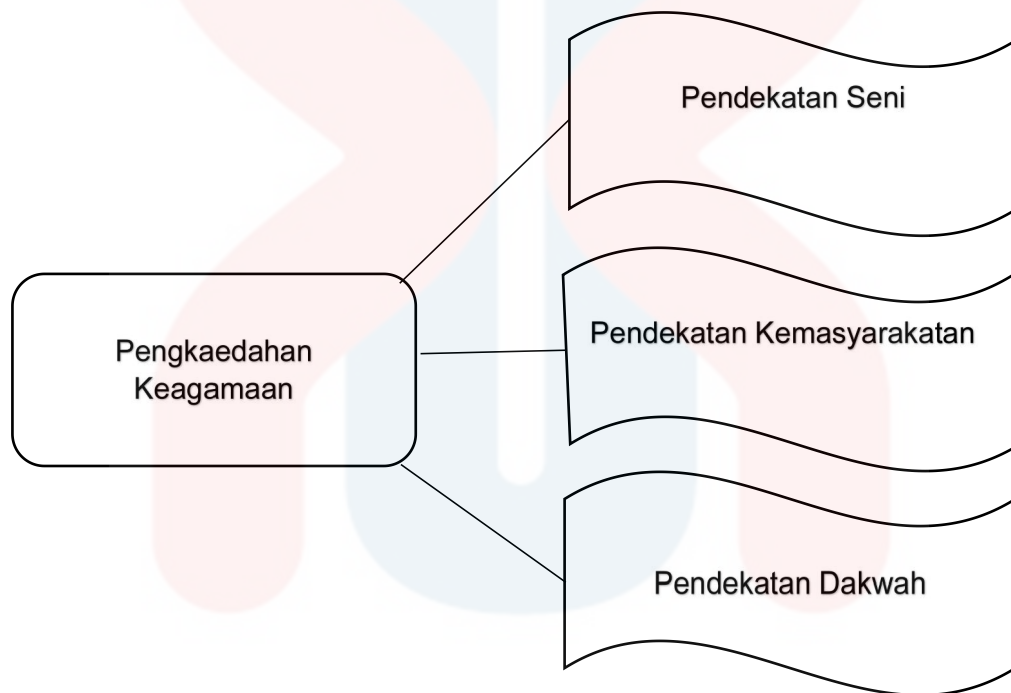 Pendekatan Seni
Pengkaedahan
Keagamaan
Pendekatan Kemasyarakatan
Pendekatan Dakwah